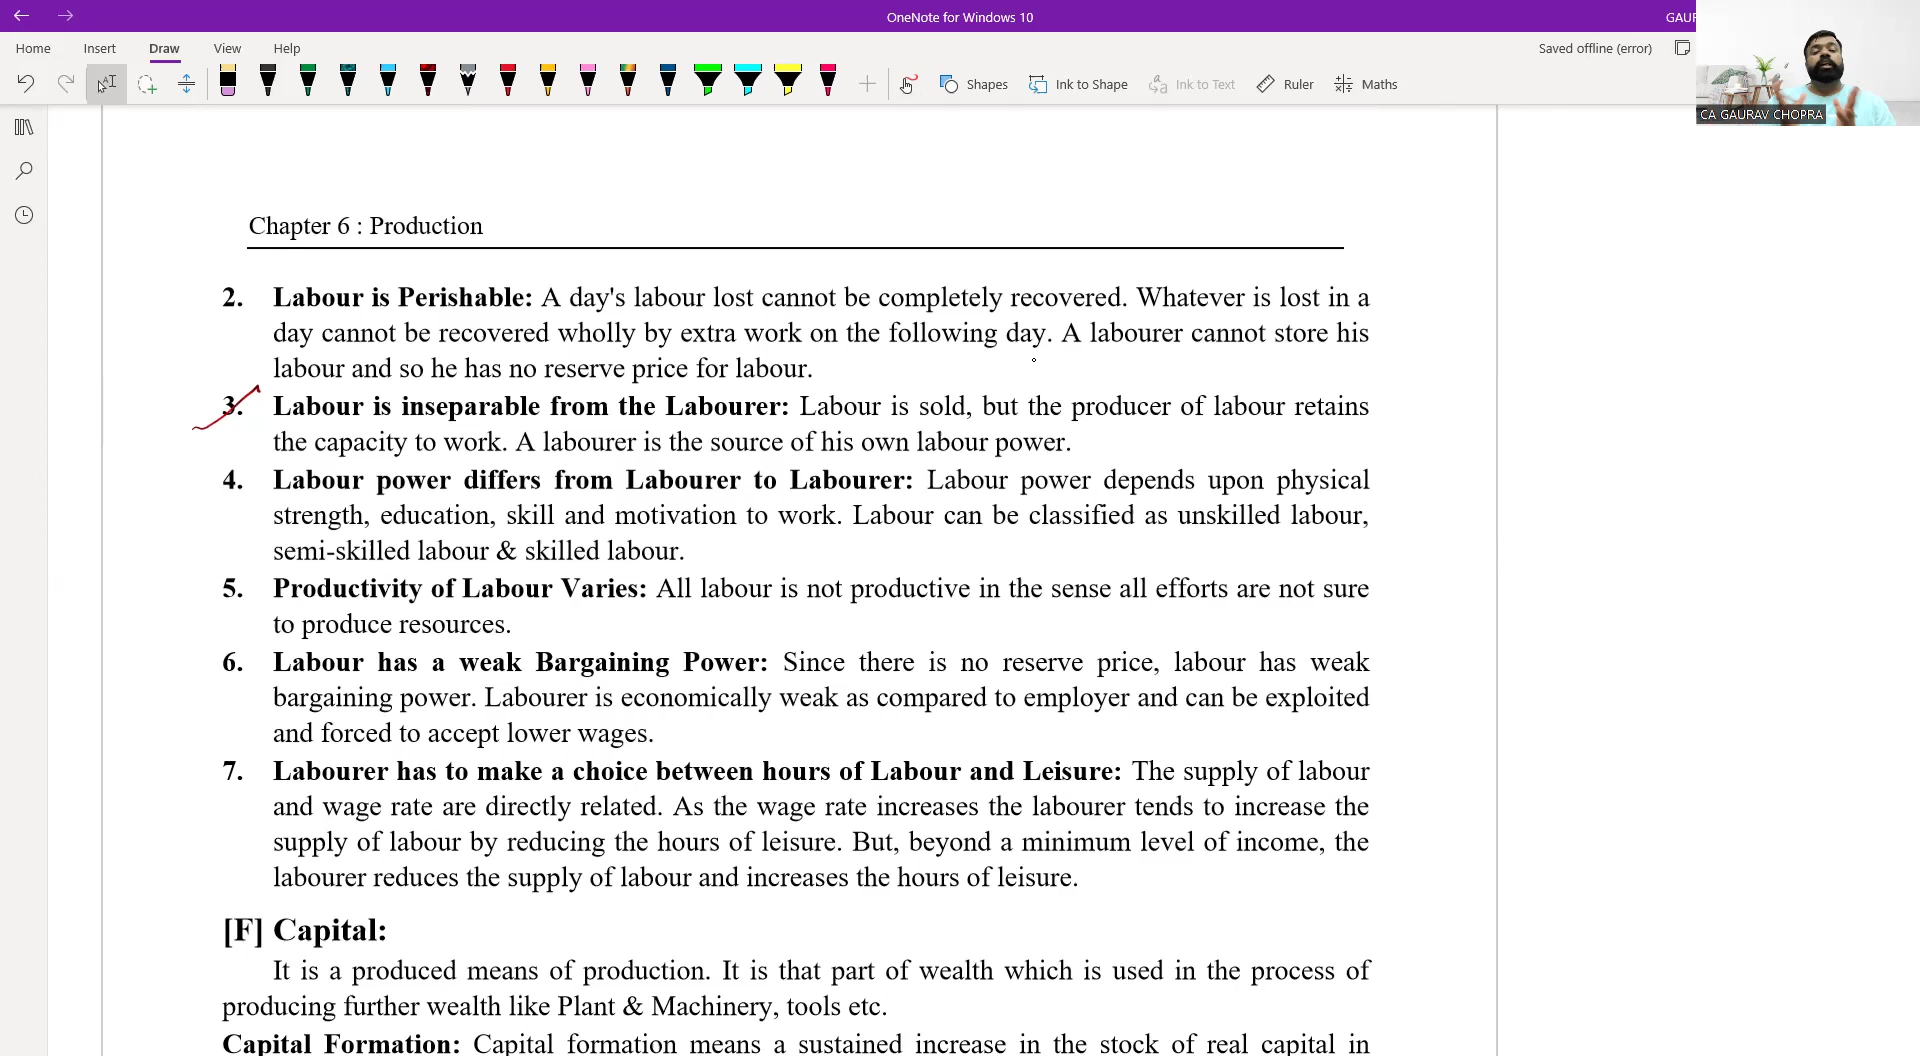 OneNote for Windows 10
GAUR
Home Insert Draw View Help
Saved offline (error)
Shapes Ink to Shape Ink to Text Ruler Maths
CA GAURAV CHOPRA
Chapter 6 : Production
2. Labour is Perishable: A day's labour lost cannot be completely recovered. Whatever is lost in a
day cannot be recovered wholly by extra work on the following day. A labourer cannot store his
labour and so he has no reserve price for labour.
3. Labour is inseparable from the Labourer: Labour is sold, but the producer of labour retains
the capacity to work. A labourer is the source of his own labour power.
4. Labour power differs from Labourer to Labourer: Labour power depends upon physical
strength, education, skill and motivation to work. Labour can be classified as unskilled labour,
semi-skilled labour & skilled labour.
5. Productivity of Labour Varies: All labour is not productive in the sense all efforts are not sure
to produce resources.
6. Labour has a weak Bargaining Power: Since there is no reserve price, labour has weak
bargaining power. Labourer is economically weak as compared to employer and can be exploited
and forced to accept lower wages.
7. Labourer has to make a choice between hours of Labour and Leisure: The supply of labour
and wage rate are directly related. As the wage rate increases the labourer tends to increase the
supply of labour by reducing the hours of leisure. But, beyond a minimum level of income, the
labourer reduces the supply of labour and increases the hours of leisure.
[F] Capital:
It is a produced means of production. It is that part of wealth which is used in the process of
producing further wealth like Plant & Machinery, tools etc.
Capital Formation: Capital formation means a sustained increase in the stock of real capital in